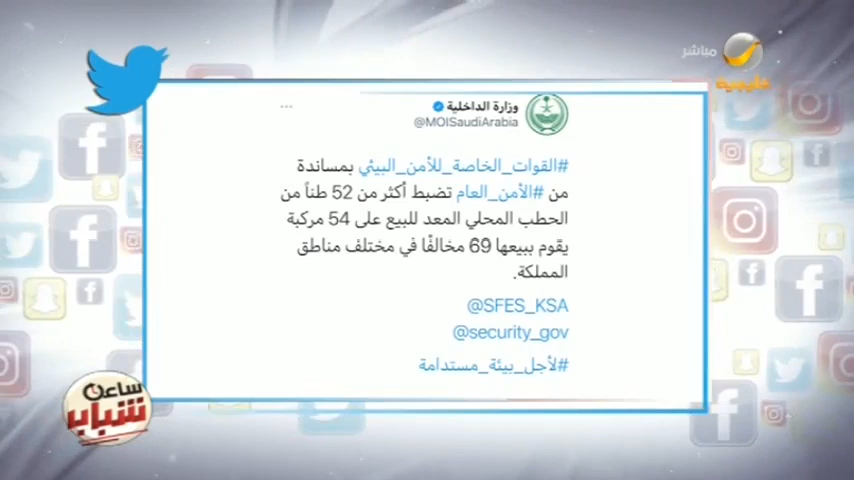 مباشر
خليجية
وزارة الداخلية
@MOISaudiArabia
#القوات_الخاصة_للأمن_البيئي بمساندة
من #الأمن_العام تضبط أكثر من 52 طناً من
الحطب المحلي المعد للبيع على 54 مركبة
يقوم ببيعها 69 مخالفًا في مختلف مناطق
المملكة.
@SFES_KSA
@security_gov
#لأجل_بيئة_مستدامة
ساعة
شباب